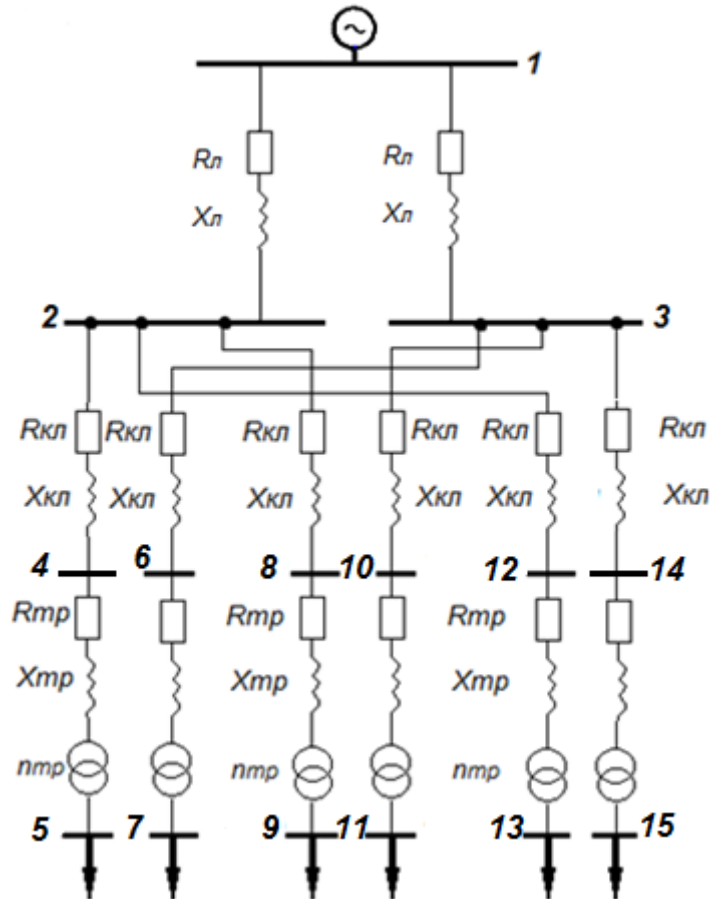 1
Rл Rл
Xл Xл
2 3
Rкл Rкл Rкл Rкл Rкл Rкл
Xкл Xкл Xкл Xкл Xкл Xкл
4 6 8 10 12 14
Rтр Rтр Rтр
Xтр Xтр Xтр
nтр nтр nтр
5 7 9 11 13 15